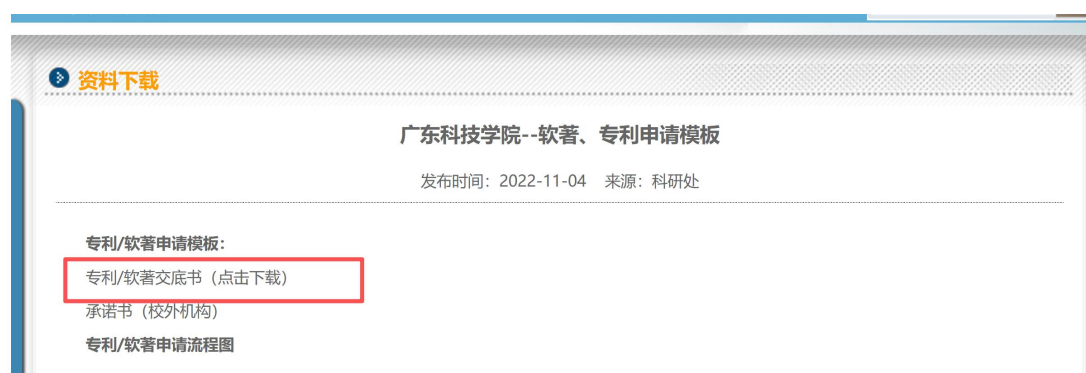 资料下载
广东科技学院--软著、专利申请模板
发布时间：2022-11-04 来源：科研处
专利/软著申请模板：
专利/软著交底书（点击下载）
承诺书（校外机构）
专利/软著申请流程图